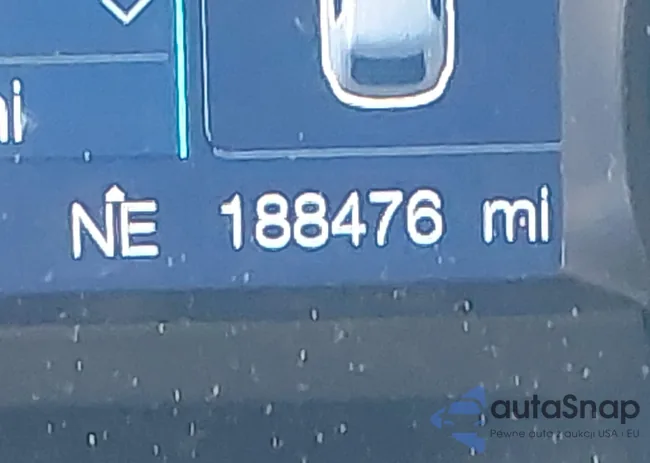 mi
NE 188476 mi
autaSnap
Pewne auta z aukcji USA i EU